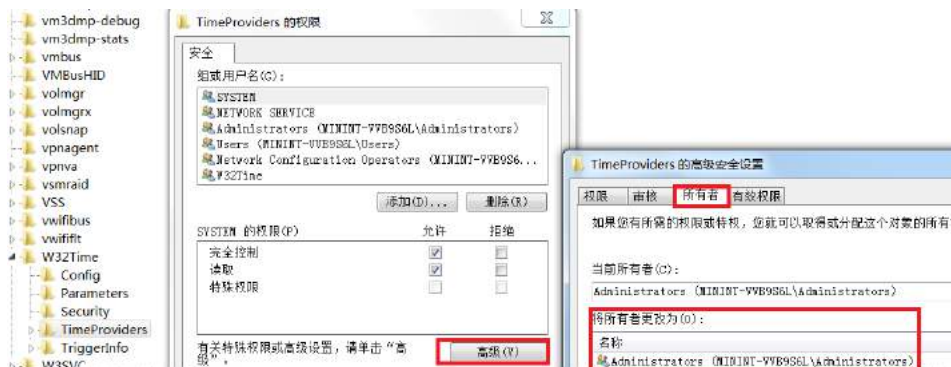 vm3dmp-debug
vm3dmp-stats
vmbus
VMBusHID
volmgr
volmgrx
volsnap
vpnagent
vpnva
vsmraid
VSS
vwifibus
vwififlt
W32Time
Config
Parameters
Security
TimeProviders
TriggerInfo
W3SVC
TimeProviders 的权限
安全
组或用户名(G):
SYSTEM
NETWORK SERVICE
Administrators (MININT-VVB9S6L\Administrators)
Users (MININT-VVB9S6L\Users)
Network Configuration Operators (MININT-VVB9S6...
W32Time
添加(D)... 删除(R)
SYSTEM 的权限(P) 允许 拒绝
完全控制
读取
特殊权限
有关特殊权限或高级设置，请单击“高
级”。
高级(V)
TimeProviders 的高级安全设置
权限 审核 所有者 有效权限
如果您有所需的权限或特权，您就可以取得或分配这个对象的所有
当前所有者(C):
Administrators (MININT-VVB9S6L\Administrators)
将所有者更改为(O):
名称
Administrators (MININT-VVB9S6L\Administrators)